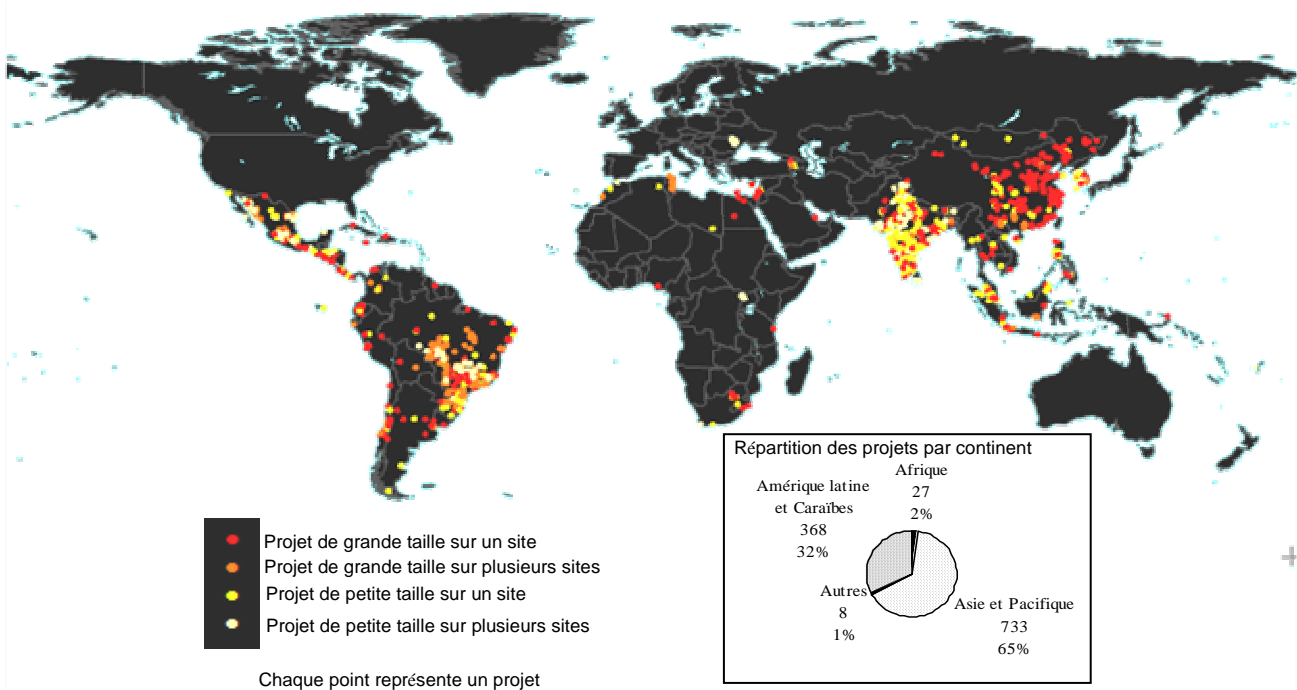 Répartition des projets par continent
Afrique
27
2%
Amérique latine
et Caraïbes
368
32%
Autres
8
1%
Asie et Pacifique
733
65%
Projet de grande taille sur un site
Projet de grande taille sur plusieurs sites
Projet de petite taille sur un site
Projet de petite taille sur plusieurs sites
Chaque point représente un projet